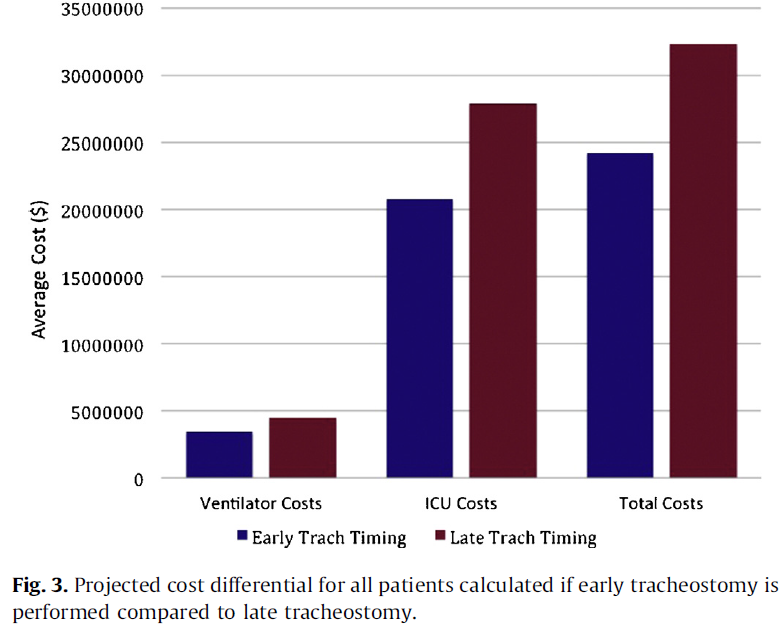 35000000
30000000
25000000
20000000
15000000
10000000
5000000
0
Average Cost ($)
Ventilator Costs ICU Costs Total Costs
Early Trach Timing Late Trach Timing
Fig. 3. Projected cost differential for all patients calculated if early tracheostomy is
performed compared to late tracheostomy.